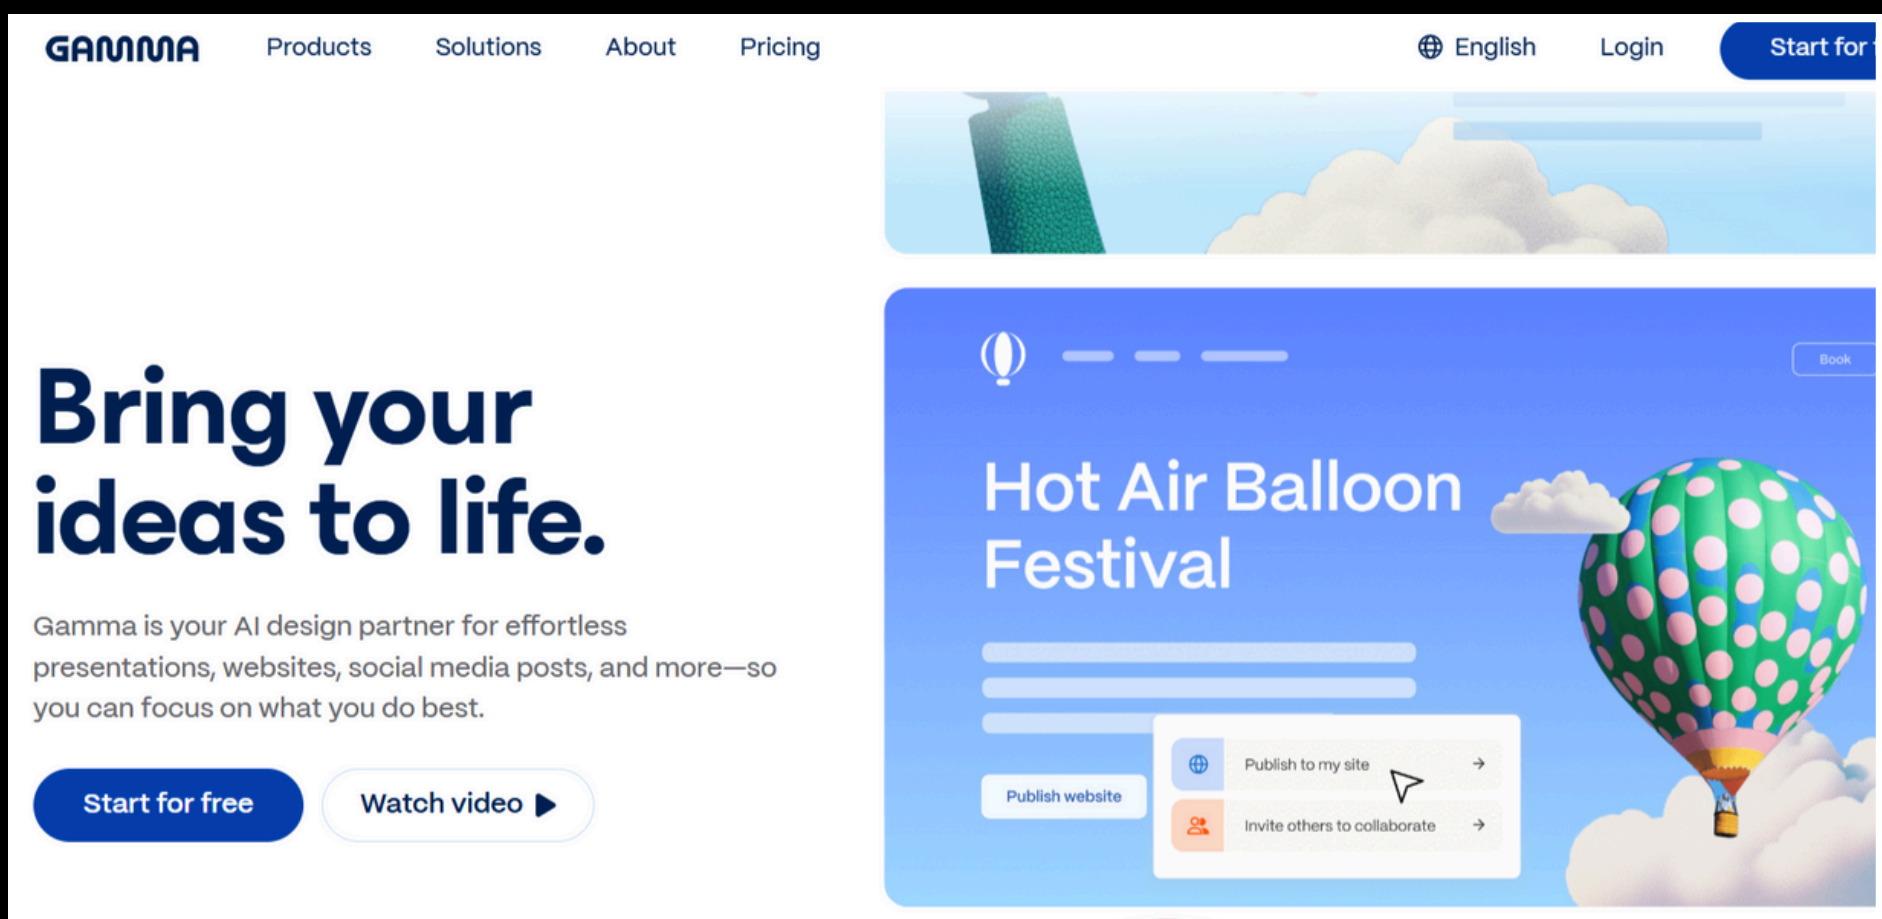 GAMMA
Products
Solutions
About
Pricing
English
Login
Start for
Bring your
ideas to life.
Gamma is your AI design partner for effortless
presentations, websites, social media posts, and more—so
you can focus on what you do best.
Start for free
Watch video
Book
Hot Air Balloon
Festival
Publish website
Publish to my site
Invite others to collaborate